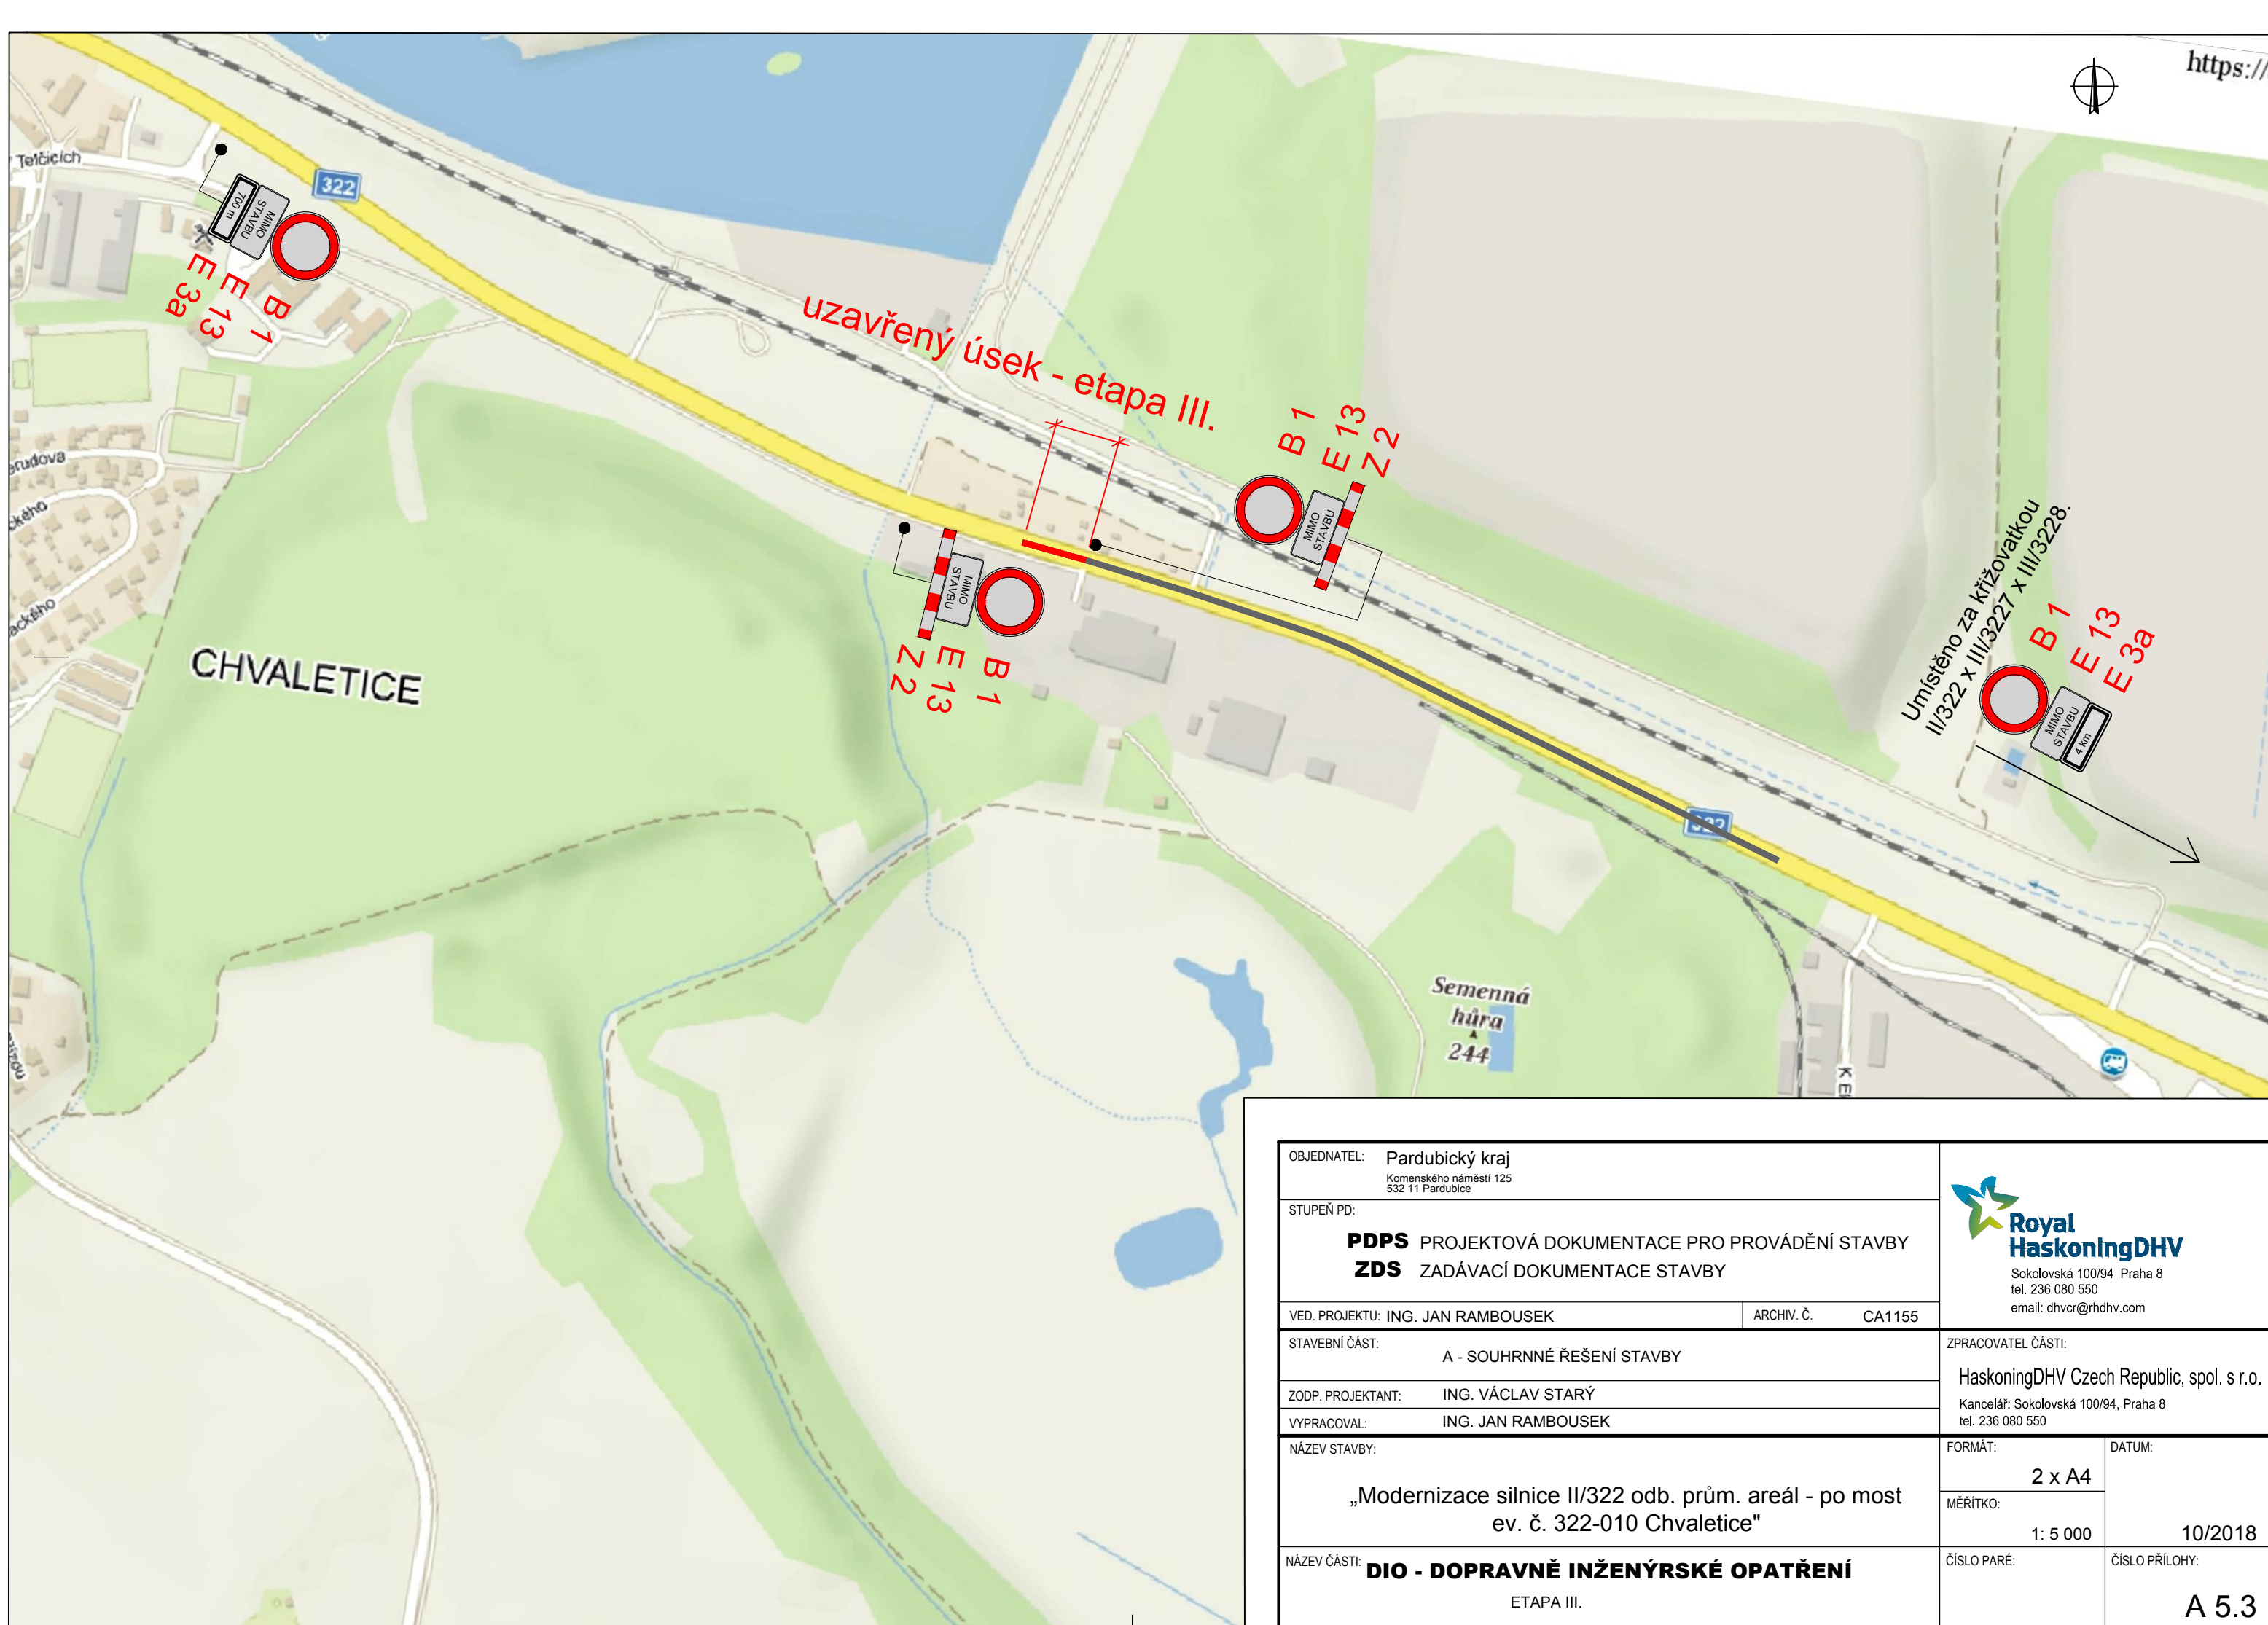 https://
Telčicích
322
700 m
MIMO
STAVBU
E 3a
E 13
B 1
uzavřený úsek - etapa III.
B 1
E 13
Z 2
MIMO
STAVBU
MIMO
STAVBU
Z 2
E 13
B 1
Umístěno za křižovatkou
II/322 x III/3227 x III/3228.
B 1
E 13
E 3a
MIMO
STAVBU
4 km
CHVALETICE
322
Semenná
hůra
244
OBJEDNATEL: Pardubický kraj
Komenského náměstí 125
532 11 Pardubice
STUPEŇ PD:
PDPS PROJEKTOVÁ DOKUMENTACE PRO PROVÁDĚNÍ STAVBY
ZDS ZADÁVACÍ DOKUMENTACE STAVBY
VED. PROJEKTU: ING. JAN RAMBOUSEK
ARCHIV. Č. CA1155
Royal
HaskoningDHV
Sokolovská 100/94 Praha 8
tel. 236 080 550
email: dhvcr@rhdhv.com
STAVEBNÍ ČÁST:
A - SOUHRNNÉ ŘEŠENÍ STAVBY
ZODP. PROJEKTANT: ING. VÁCLAV STARÝ
VYPRACOVAL: ING. JAN RAMBOUSEK
ZPRACOVATEL ČÁSTI:
HaskoningDHV Czech Republic, spol. s r.o.
Kancelář: Sokolovská 100/94, Praha 8
tel. 236 080 550
NÁZEV STAVBY:
„Modernizace silnice II/322 odb. prům. areál - po most
ev. č. 322-010 Chvaletice"
FORMÁT:
2 x A4
DATUM:
10/2018
MĚŘÍTKO:
1: 5 000
NÁZEV ČÁSTI: DIO - DOPRAVNĚ INŽENÝRSKÉ OPATŘENÍ
ETAPA III.
ČÍSLO PARÉ:
ČÍSLO PŘÍLOHY:
A 5.3